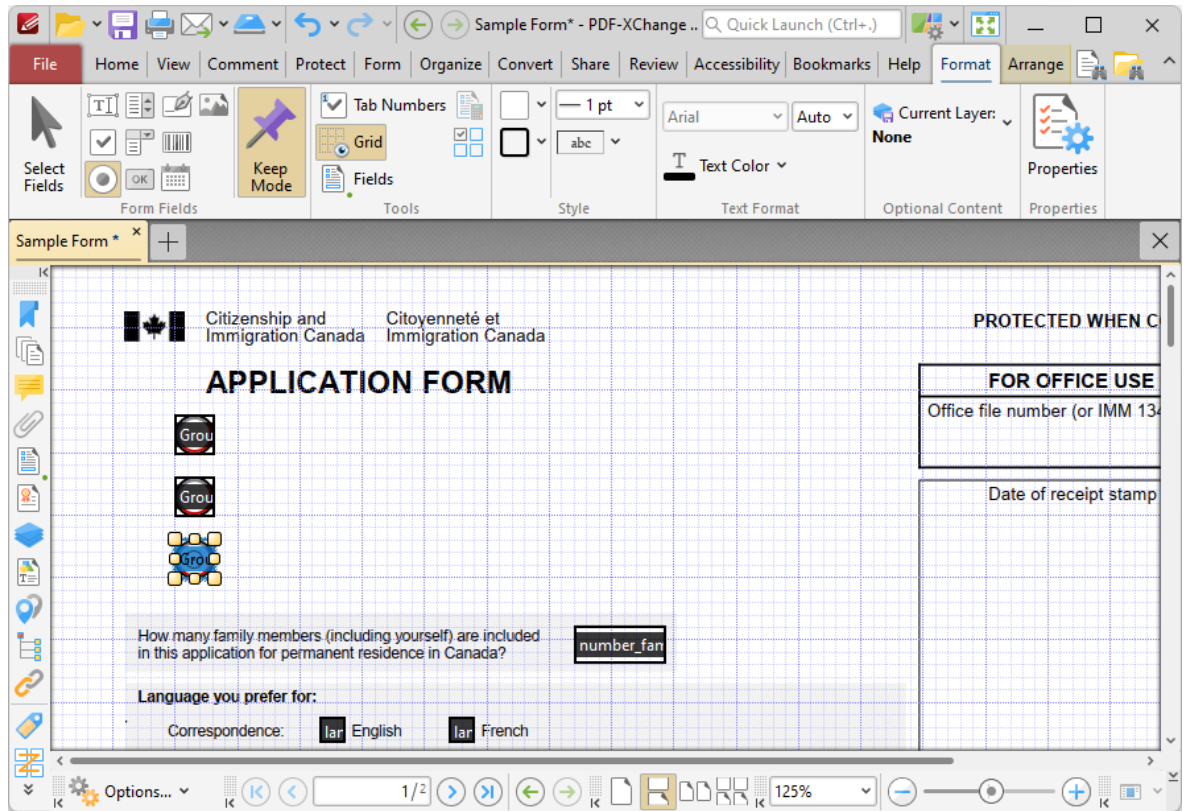 Sample Form* - PDF-XChange ..
Quick Launch (Ctrl+.)
File Home View Comment Protect Form Organize Convert Share Review Accessibility Bookmarks Help Format Arrange
Select Fields
OK
Keep Mode
Tab Numbers
Grid
Fields
1 pt
abc
Arial
Auto
T Text Color
Current Layer:
None
Properties
Form Fields Tools Style Text Format Optional Content Properties
Sample Form *
Citizenship and Citoyenneté et
Immigration Canada Immigration Canada
PROTECTED WHEN C
APPLICATION FORM
FOR OFFICE USE
Office file number (or IMM 134
Grou
Grou
Date of receipt stamp
Grou
How many family members (including yourself) are included
in this application for permanent residence in Canada?
number_fan
Language you prefer for:
Correspondence: lar English lar French
Options... 1/2 125%